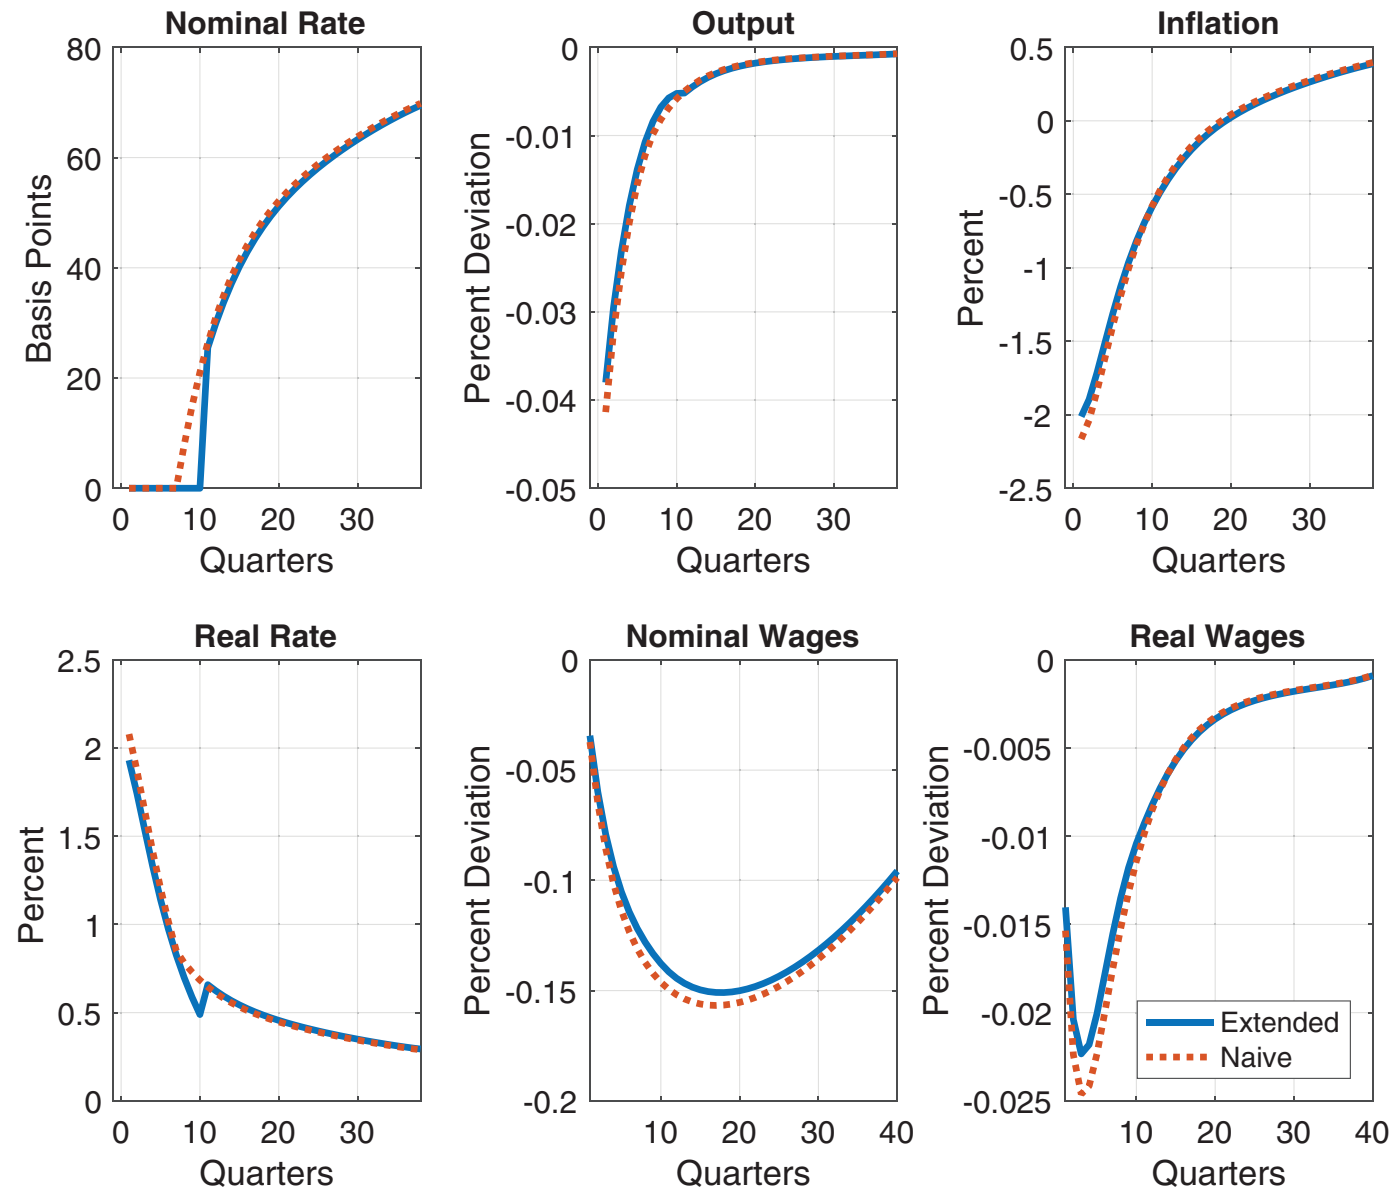 Nominal Rate
80
60
40
20
0
Basis Points
0 10 20 30
Quarters
Output
0
-0.01
-0.02
-0.03
-0.04
-0.05
Percent Deviation
0 10 20 30
Quarters
Inflation
0.5
0
-0.5
-1
-1.5
-2
-2.5
Percent
0 10 20 30
Quarters
Real Rate
2.5
2
1.5
1
0.5
0
Percent
0 10 20 30
Quarters
Nominal Wages
0
-0.05
-0.1
-0.15
-0.2
Percent Deviation
10 20 30 40
Quarters
Real Wages
0
-0.005
-0.01
-0.015
-0.02
-0.025
Percent Deviation
Extended
Naive
10 20 30 40
Quarters